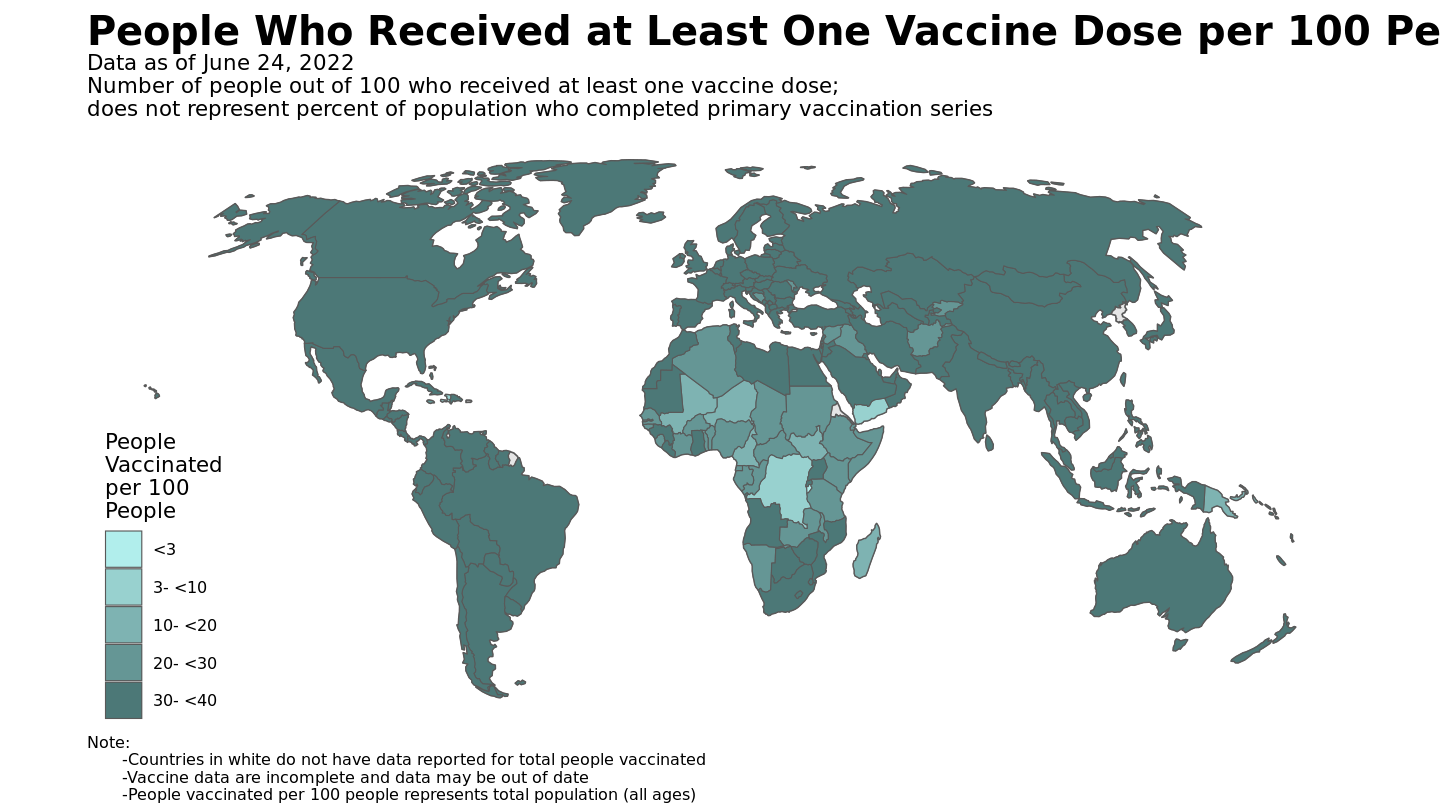 People Who Received at Least One Vaccine Dose per 100 Pe
Data as of June 24, 2022
Number of people out of 100 who received at least one vaccine dose;
does not represent percent of population who completed primary vaccination series
People
Vaccinated
per 100
People
<3
3- <10
10- <20
20- <30
30- <40
Note:
-Countries in white do not have data reported for total people vaccinated
-Vaccine data are incomplete and data may be out of date
-People vaccinated per 100 people represents total population (all ages)